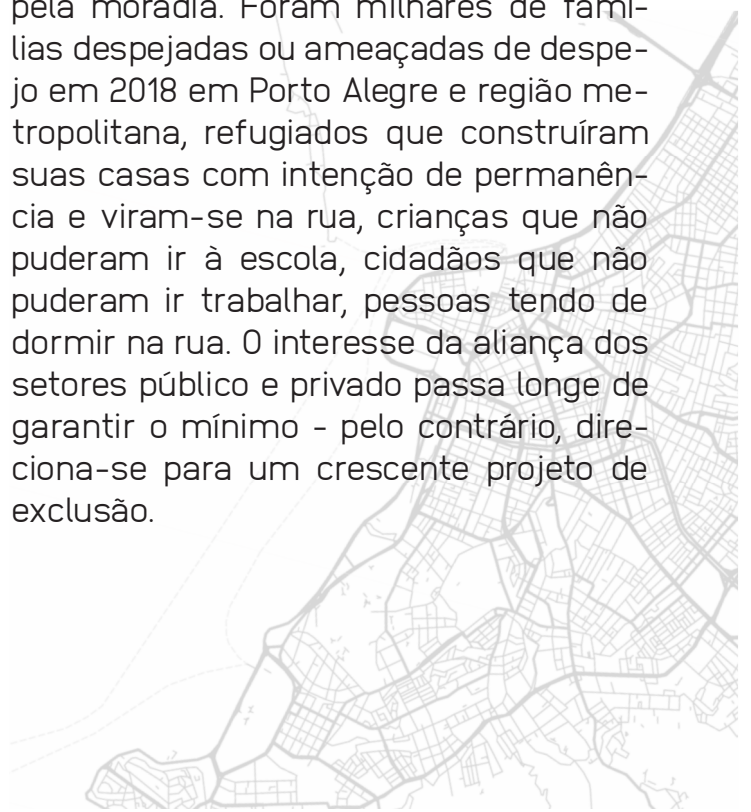 pela moradia. Foram milhares de famí-
lias despejadas ou ameaçadas de despe-
jo em 2018 em Porto Alegre e região me-
tropolitana, refugiados que construíram
suas casas com intenção de permanên-
cia e viram-se na rua, crianças que não
puderam ir à escola, cidadãos que não
puderam ir trabalhar, pessoas tendo de
dormir na rua. O interesse da aliança dos
setores público e privado passa longe de
garantir o mínimo - pelo contrário, dire-
ciona-se para um crescente projeto de
exclusão.